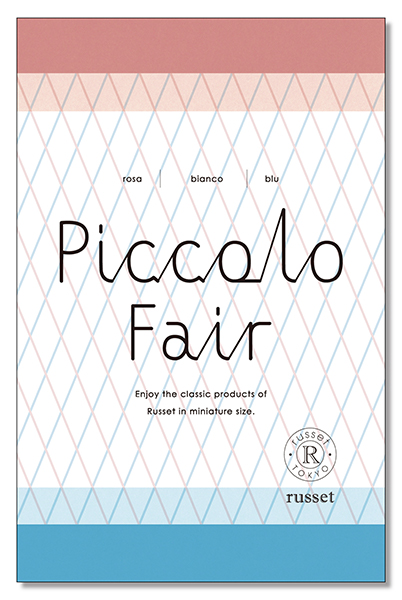 rosa | bianco | blu
Piccolo
Fair
Enjoy the classic products of
Russet in miniature size.
russet
R
TOKYO
russet